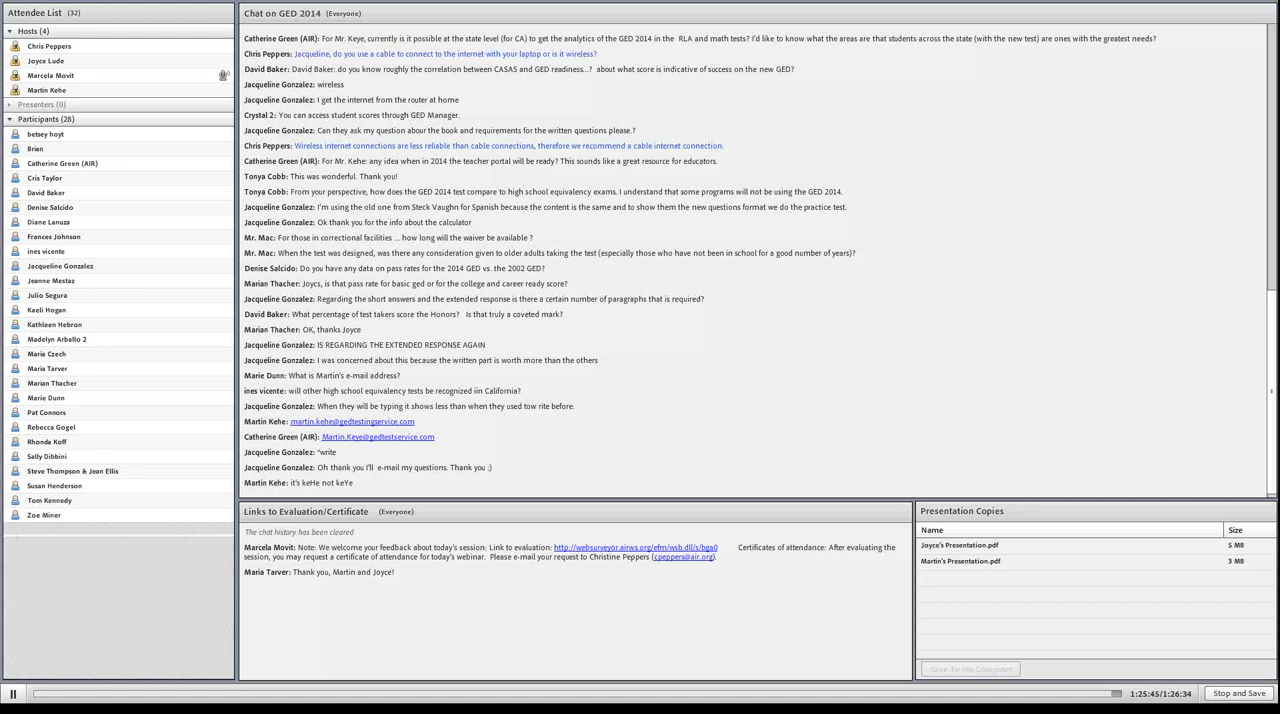 Attendee List (32)
Hosts (4)
Chris Peppers
Joyce Lude
Marcela Movit
Martin Kehe
Presenters (0)
Participants (28)
betsey hoyt
Brian
Catherine Green (AIR)
Cris Taylor
David Baker
Denise Salcido
Diane Lanuza
Frances Johnson
ines vicente
Jacqueline Gonzalez
Jeanne Mestaz
Julio Segura
Kaeli Hogan
Kathleen Hebron
Madelyn Arballo 2
Maria Czech
Maria Tarver
Marian Thacher
Marie Dunn
Pat Connors
Rebecca Gogel
Rhonda Koff
Sally Dibbini
Steve Thompson & Jean Ellis
Susan Henderson
Tom Kennedy
Zoe Miner
Chat on GED 2014 (Everyone)
Catherine Green (AIR): For Mr. Keye, currently is it possible at the state level (for CA) to get the analytics of the GED 2014 in the RLA and math tests? I'd like to know what the areas are that students across the state (with the new test) are ones with the greatest needs?
Chris Peppers: Jacqueline, do you use a cable to connect to the internet with your laptop or is it wireless?
David Baker: David Baker: do you know roughly the correlation between CASAS and GED readiness...? about what score is indicative of success on the new GED?
Jacqueline Gonzalez: wireless
Jacqueline Gonzalez: I get the internet from the router at home
Crystal 2: You can access student scores through GED Manager.
Jacqueline Gonzalez: Can they ask my question about the book and requirements for the written questions please.?
Chris Peppers: Wireless internet connections are less reliable than cable connections, therefore we recommend a cable internet connection.
Catherine Green (AIR): For Mr. Kehe: any idea when in 2014 the teacher portal will be ready? This sounds like a great resource for educators.
Tonya Cobb: This was wonderful. Thank you!
Tonya Cobb: From your perspective, how does the GED 2014 test compare to high school equivalency exams. I understand that some programs will not be using the GED 2014.
Jacqueline Gonzalez: I'm using the old one from Steck Vaughn for Spanish because the content is the same and to show them the new questions format we do the practice test.
Jacqueline Gonzalez: Ok thank you for the info about the calculator
Mr. Mac: For those in correctional facilities ... how long will the waiver be available ?
Mr. Mac: When the test was designed, was there any consideration given to older adults taking the test (especially those who have not been in school for a good number of years)?
Denise Salcido: Do you have any data on pass rates for the 2014 GED vs. the 2002 GED?
Marian Thacher: Joycs, is that pass rate for basic ged or for the college and career ready score?
Jacqueline Gonzalez: Regarding the short answers and the extended response is there a certain number of paragraphs that is required?
David Baker: What percentage of test takers score the Honors? Is that truly a coveted mark?
Marian Thacher: OK, thanks Joyce
Jacqueline Gonzalez: IS REGARDING THE EXTENDED RESPONSE AGAIN
Jacqueline Gonzalez: I was concerned about this because the written part is worth more than the others
Marie Dunn: What is Martin's e-mail address?
ines vicente: will other high school equivalency tests be recognized iin California?
Jacqueline Gonzalez: When they will be typing it shows less than when they used tow rite before.
Martin Kehe: martin.kehe@gedtestingservice.com
Catherine Green (AIR): Martin.Keye@gedtestservice.com
Jacqueline Gonzalez: *write
Jacqueline Gonzalez: Oh thank you I'll e-mail my questions. Thank you :)
Martin Kehe: it's keHe not keYe
Links to Evaluation/Certificate (Everyone)
The chat history has been cleared
Marcela Movit: Note: We welcome your feedback about today's session: Link to evaluation: http://websurveyor.airws.org/efm/wsb.dll/s/bga0 Certificates of attendance: After evaluating the
session, you may request a certificate of attendance for today's webinar. Please e-mail your request to Christine Peppers (cpeppers@air.org).
Maria Tarver: Thank you, Martin and Joyce!
Presentation Copies
Name Size
Joyce's Presentation.pdf 5 MB
Martin's Presentation.pdf 3 MB
Save To My Computer
1:25:45/1:26:34
Stop and Save